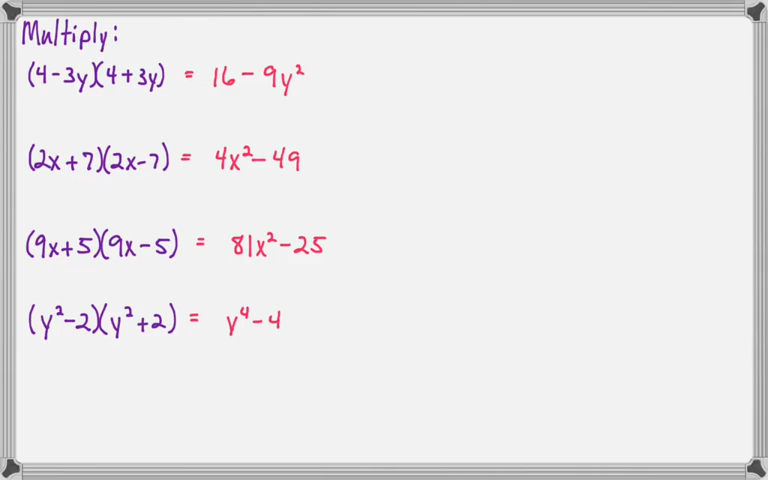 Multiply:
(4-3y)(4+3y) = 16 - 9y²
(2x+7)(2x-7) = 4x² - 49
(9x+5)(9x-5) = 81x² - 25
(y²-2)(y²+2) = y⁴ - 4